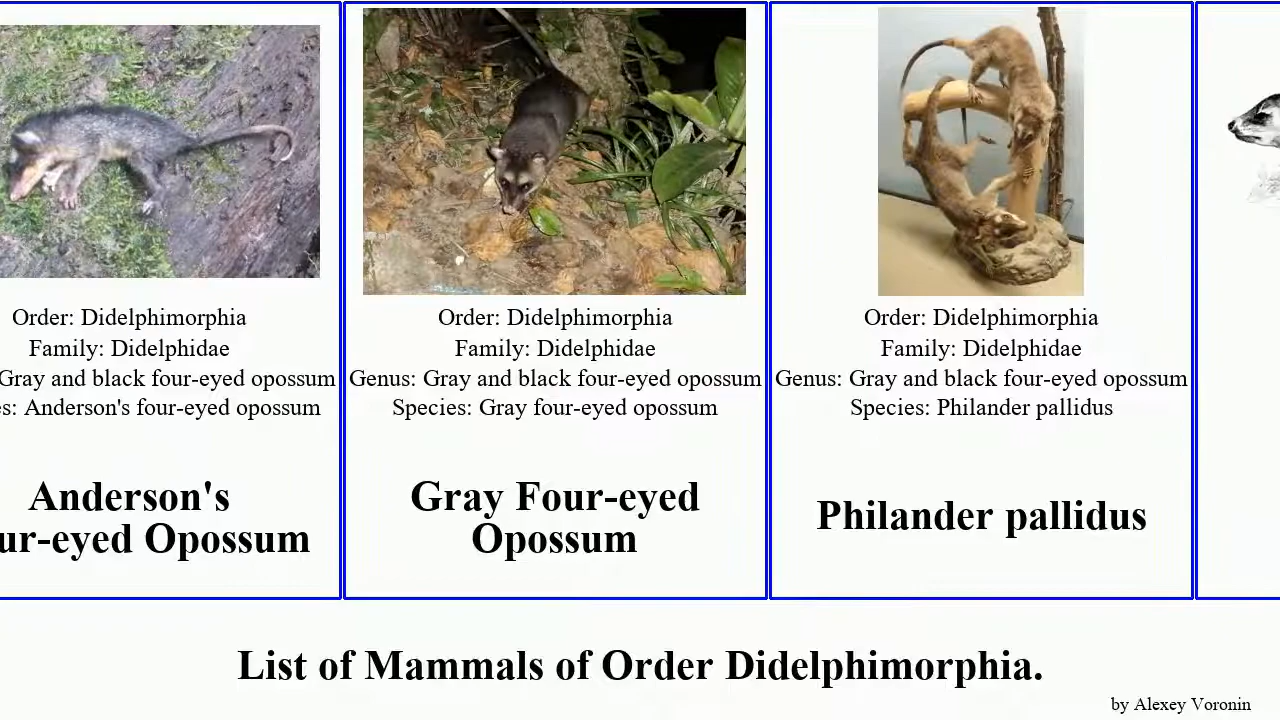 Order: Didelphimorphia
Family: Didelphidae
Gray and black four-eyed opossum
Anderson's four-eyed opossum
Anderson's
-eyed Opossum
Order: Didelphimorphia
Family: Didelphidae
Genus: Gray and black four-eyed opossum
Species: Gray four-eyed opossum
Gray Four-eyed
Opossum
Order: Didelphimorphia
Family: Didelphidae
Genus: Gray and black four-eyed opossum
Species: Philander pallidus
Philander pallidus
List of Mammals of Order Didelphimorphia.
by Alexey Voronin